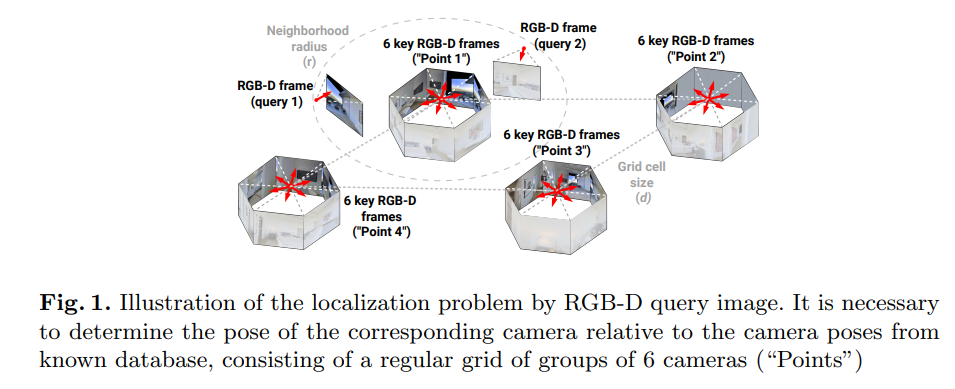 Neighborhood
radius
(r)
RGB-D frame
(query 1)
6 key RGB-D frames
("Point 1")
RGB-D frame
(query 2)
6 key RGB-D frames
("Point 2")
6 key RGB-D frames
("Point 3")
Grid cell
size
(d)
6 key RGB-D
frames
("Point 4")
Fig. 1. Illustration of the localization problem by RGB-D query image. It is necessary
to determine the pose of the corresponding camera relative to the camera poses from
known database, consisting of a regular grid of groups of 6 cameras (“Points”)